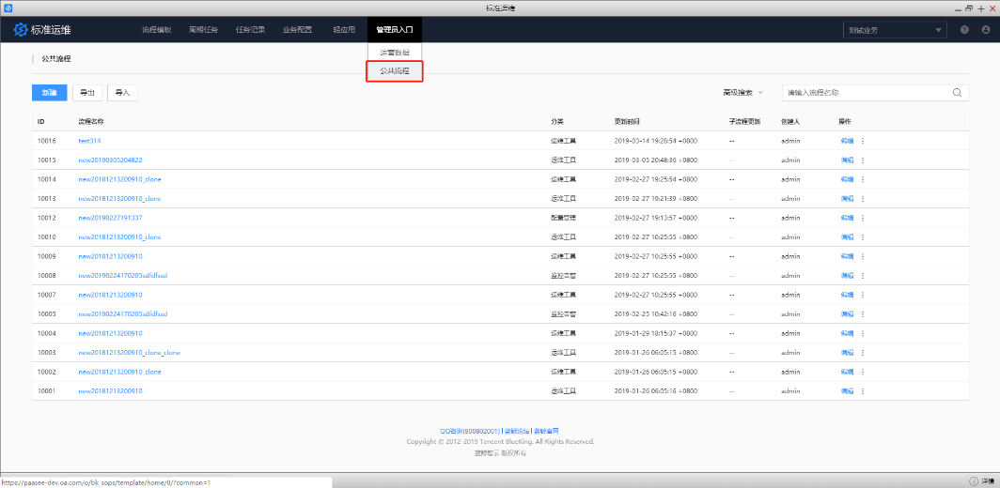 标准运维
标准运维 流程模板 周期任务 任务记录 业务配置 轻应用 管理员入口 测试业务
运营数据
公共流程
公共流程
新建 导出 导入 高级搜索 请输入流程名称
ID 流程名称 分类 更新时间 子流程更新 创建人 操作
10016 test314 运维工具 2019-03-14 19:28:54 +0800 -- admin 编辑
10015 new20190305204822 运维工具 2019-03-05 20:48:36 +0800 -- admin 编辑
10014 new20181213200910_clone 运维工具 2019-02-27 19:25:54 +0800 -- admin 编辑
10013 new20181213200910_clone 运维工具 2019-02-27 19:21:39 +0800 -- admin 编辑
10012 new20190227191337 配置管理 2019-02-27 19:13:57 +0800 -- admin 编辑
10010 new20181213200910_clone 运维工具 2019-02-27 10:25:55 +0800 -- admin 编辑
10009 new20181213200910 运维工具 2019-02-27 10:25:55 +0800 -- admin 编辑
10008 new20190224170205sdfdfssd 监控告警 2019-02-27 10:25:55 +0800 -- admin 编辑
10007 new20181213200910 运维工具 2019-02-27 10:25:55 +0800 -- admin 编辑
10005 new20190224170205sdfdfssd 监控告警 2019-02-25 10:42:16 +0800 -- admin 编辑
10004 new20181213200910 运维工具 2019-01-29 18:15:37 +0800 -- admin 编辑
10003 new20181213200910_clone_clone 运维工具 2019-01-26 06:05:15 +0800 -- admin 编辑
10002 new20181213200910_clone 运维工具 2019-01-26 06:05:15 +0800 -- admin 编辑
10001 new20181213200910 运维工具 2019-01-26 06:05:16 +0800 -- admin 编辑
QQ咨询(800802001) | 蓝鲸论坛 | 蓝鲸官网
Copyright © 2012-2019 Tencent BlueKing. All Rights Reserved.
蓝鲸智云 版权所有
https://paasee-dev.oa.com/o/bk_sops/template/home/8/?common=1 详情